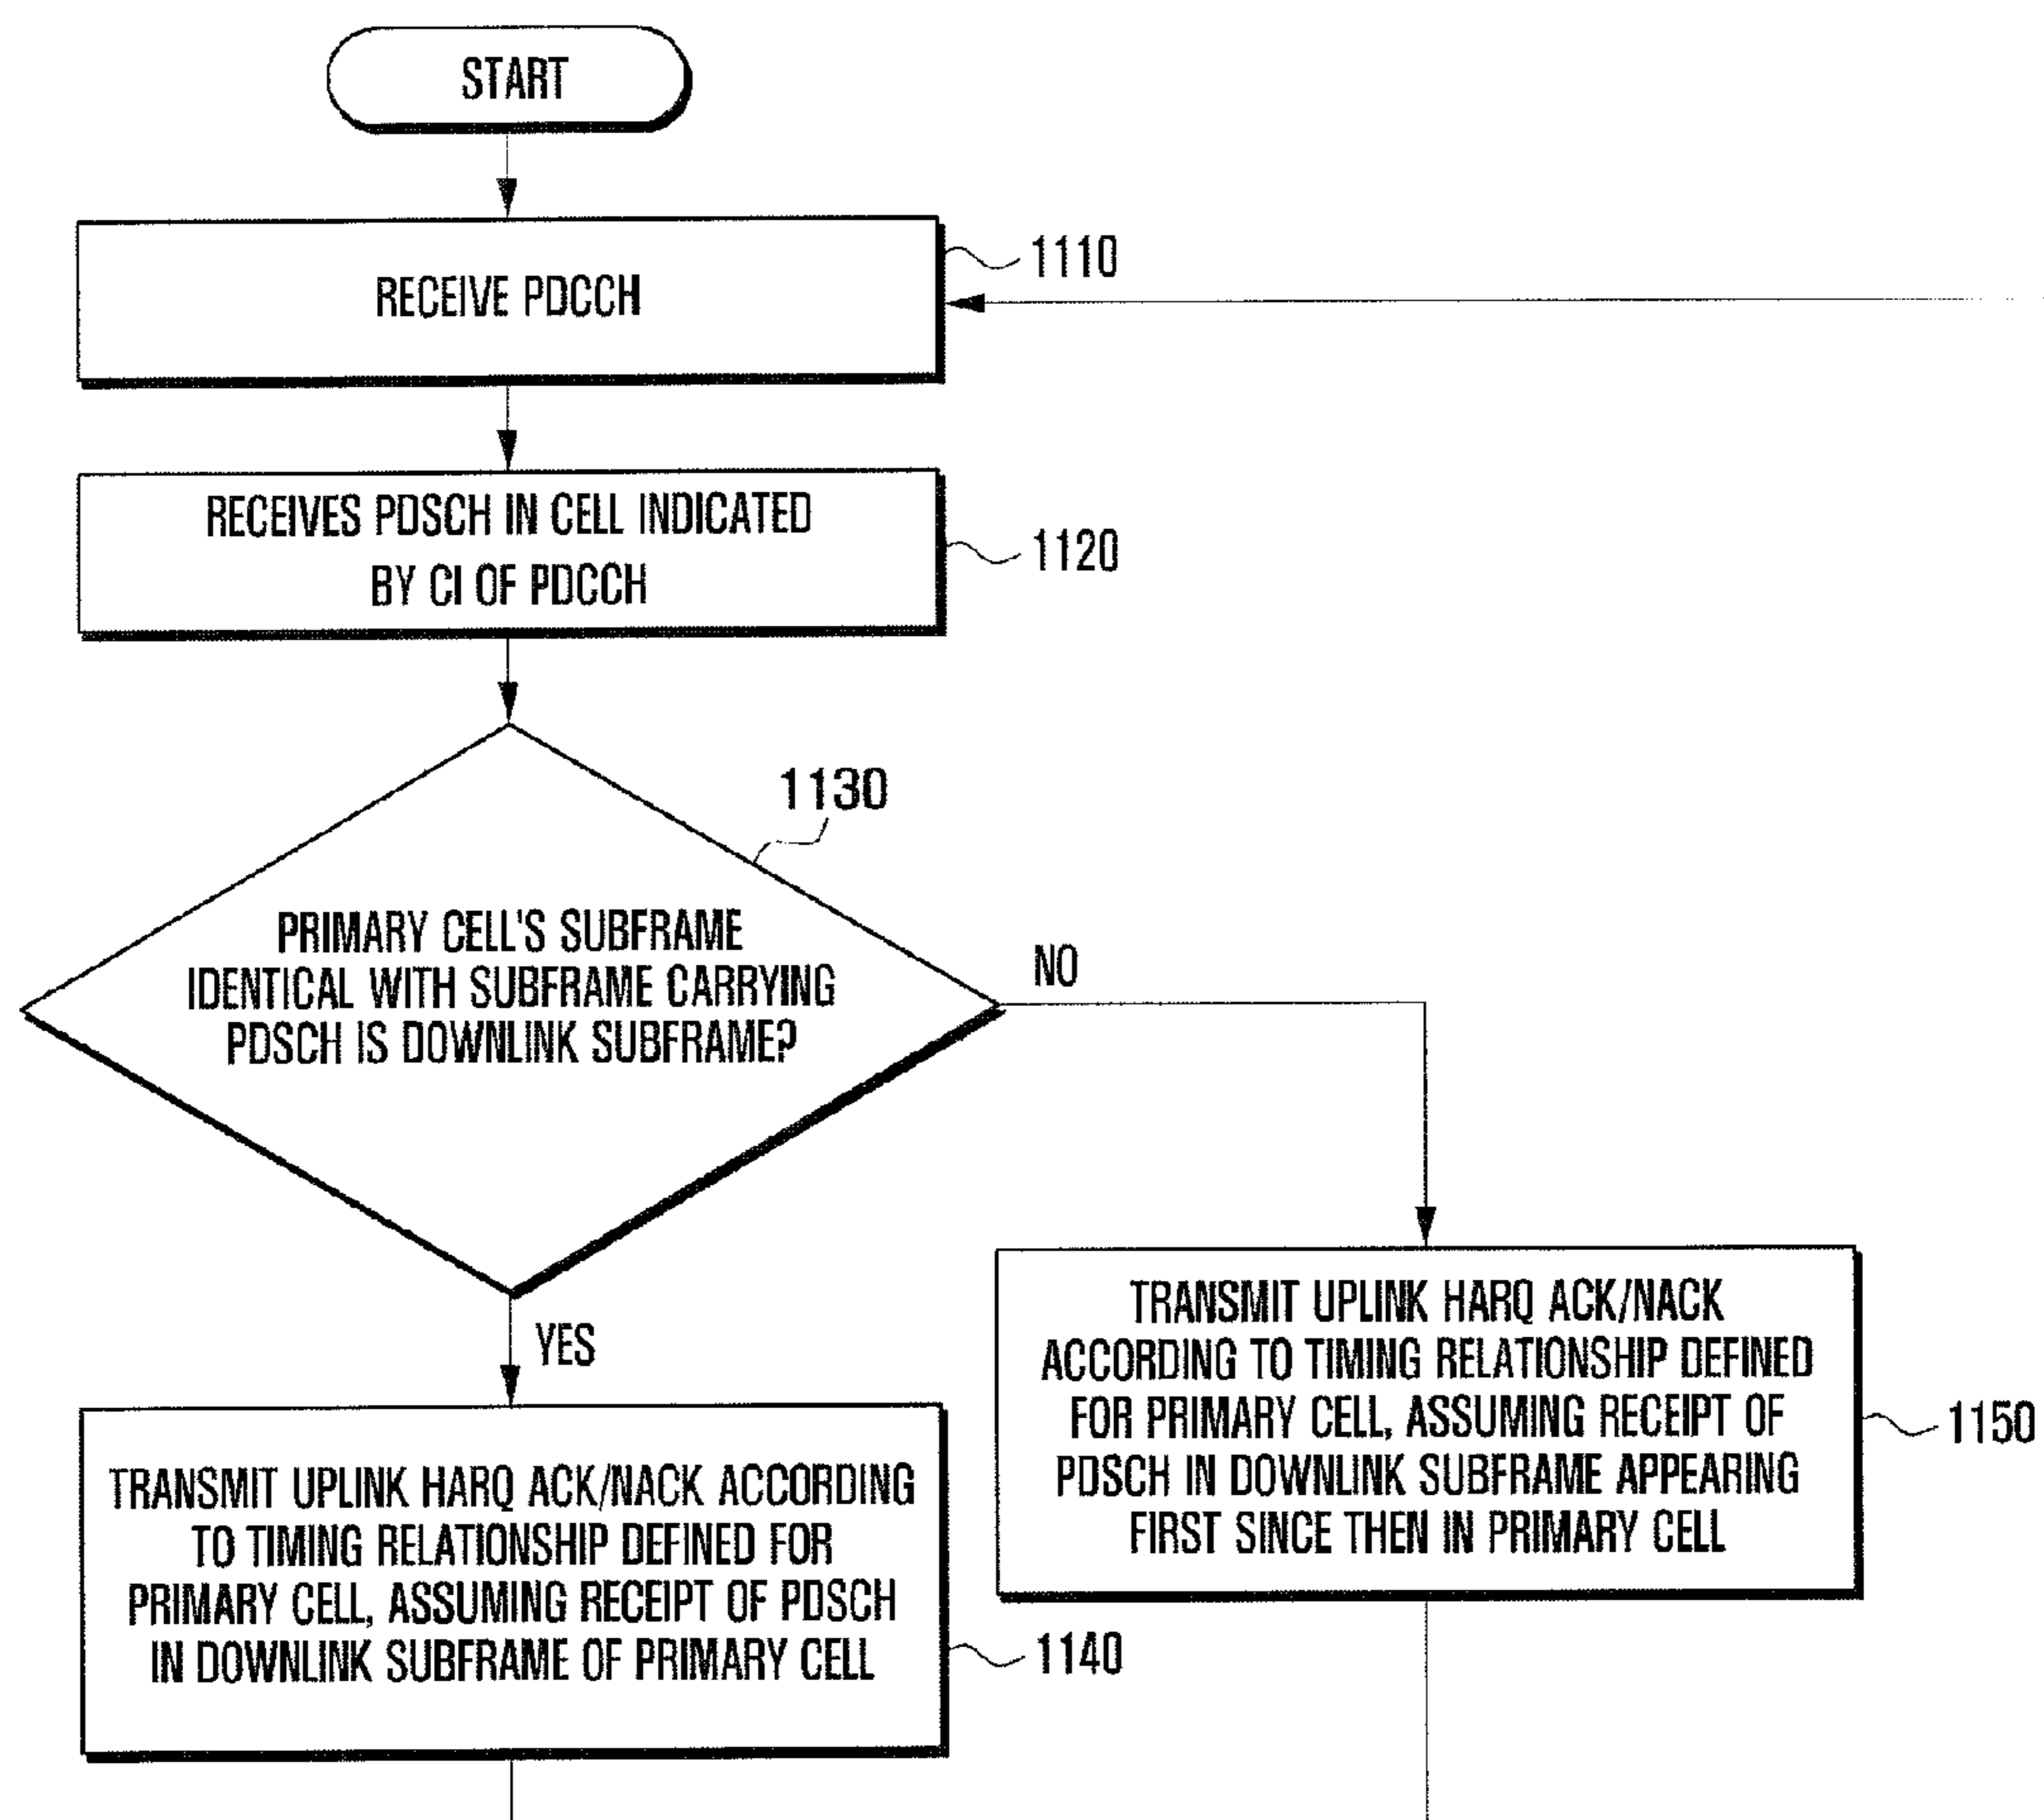 START
RECEIVE PDCCH
1110
RECEIVES PDSCH IN CELL INDICATED
BY CI OF PDCCH
1120
1130
PRIMARY CELL'S SUBFRAME
IDENTICAL WITH SUBFRAME CARRYING
PDSCH IS DOWNLINK SUBFRAME?
NO
YES
TRANSMIT UPLINK HARQ ACK/NACK ACCORDING
TO TIMING RELATIONSHIP DEFINED FOR
PRIMARY CELL, ASSUMING RECEIPT OF PDSCH
IN DOWNLINK SUBFRAME OF PRIMARY CELL
1140
TRANSMIT UPLINK HARQ ACK/NACK
ACCORDING TO TIMING RELATIONSHIP DEFINED
FOR PRIMARY CELL, ASSUMING RECEIPT OF
PDSCH IN DOWNLINK SUBFRAME APPEARING
FIRST SINCE THEN IN PRIMARY CELL
1150